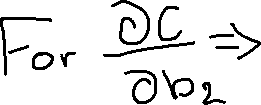 For ∂C/∂b₂ ⇒